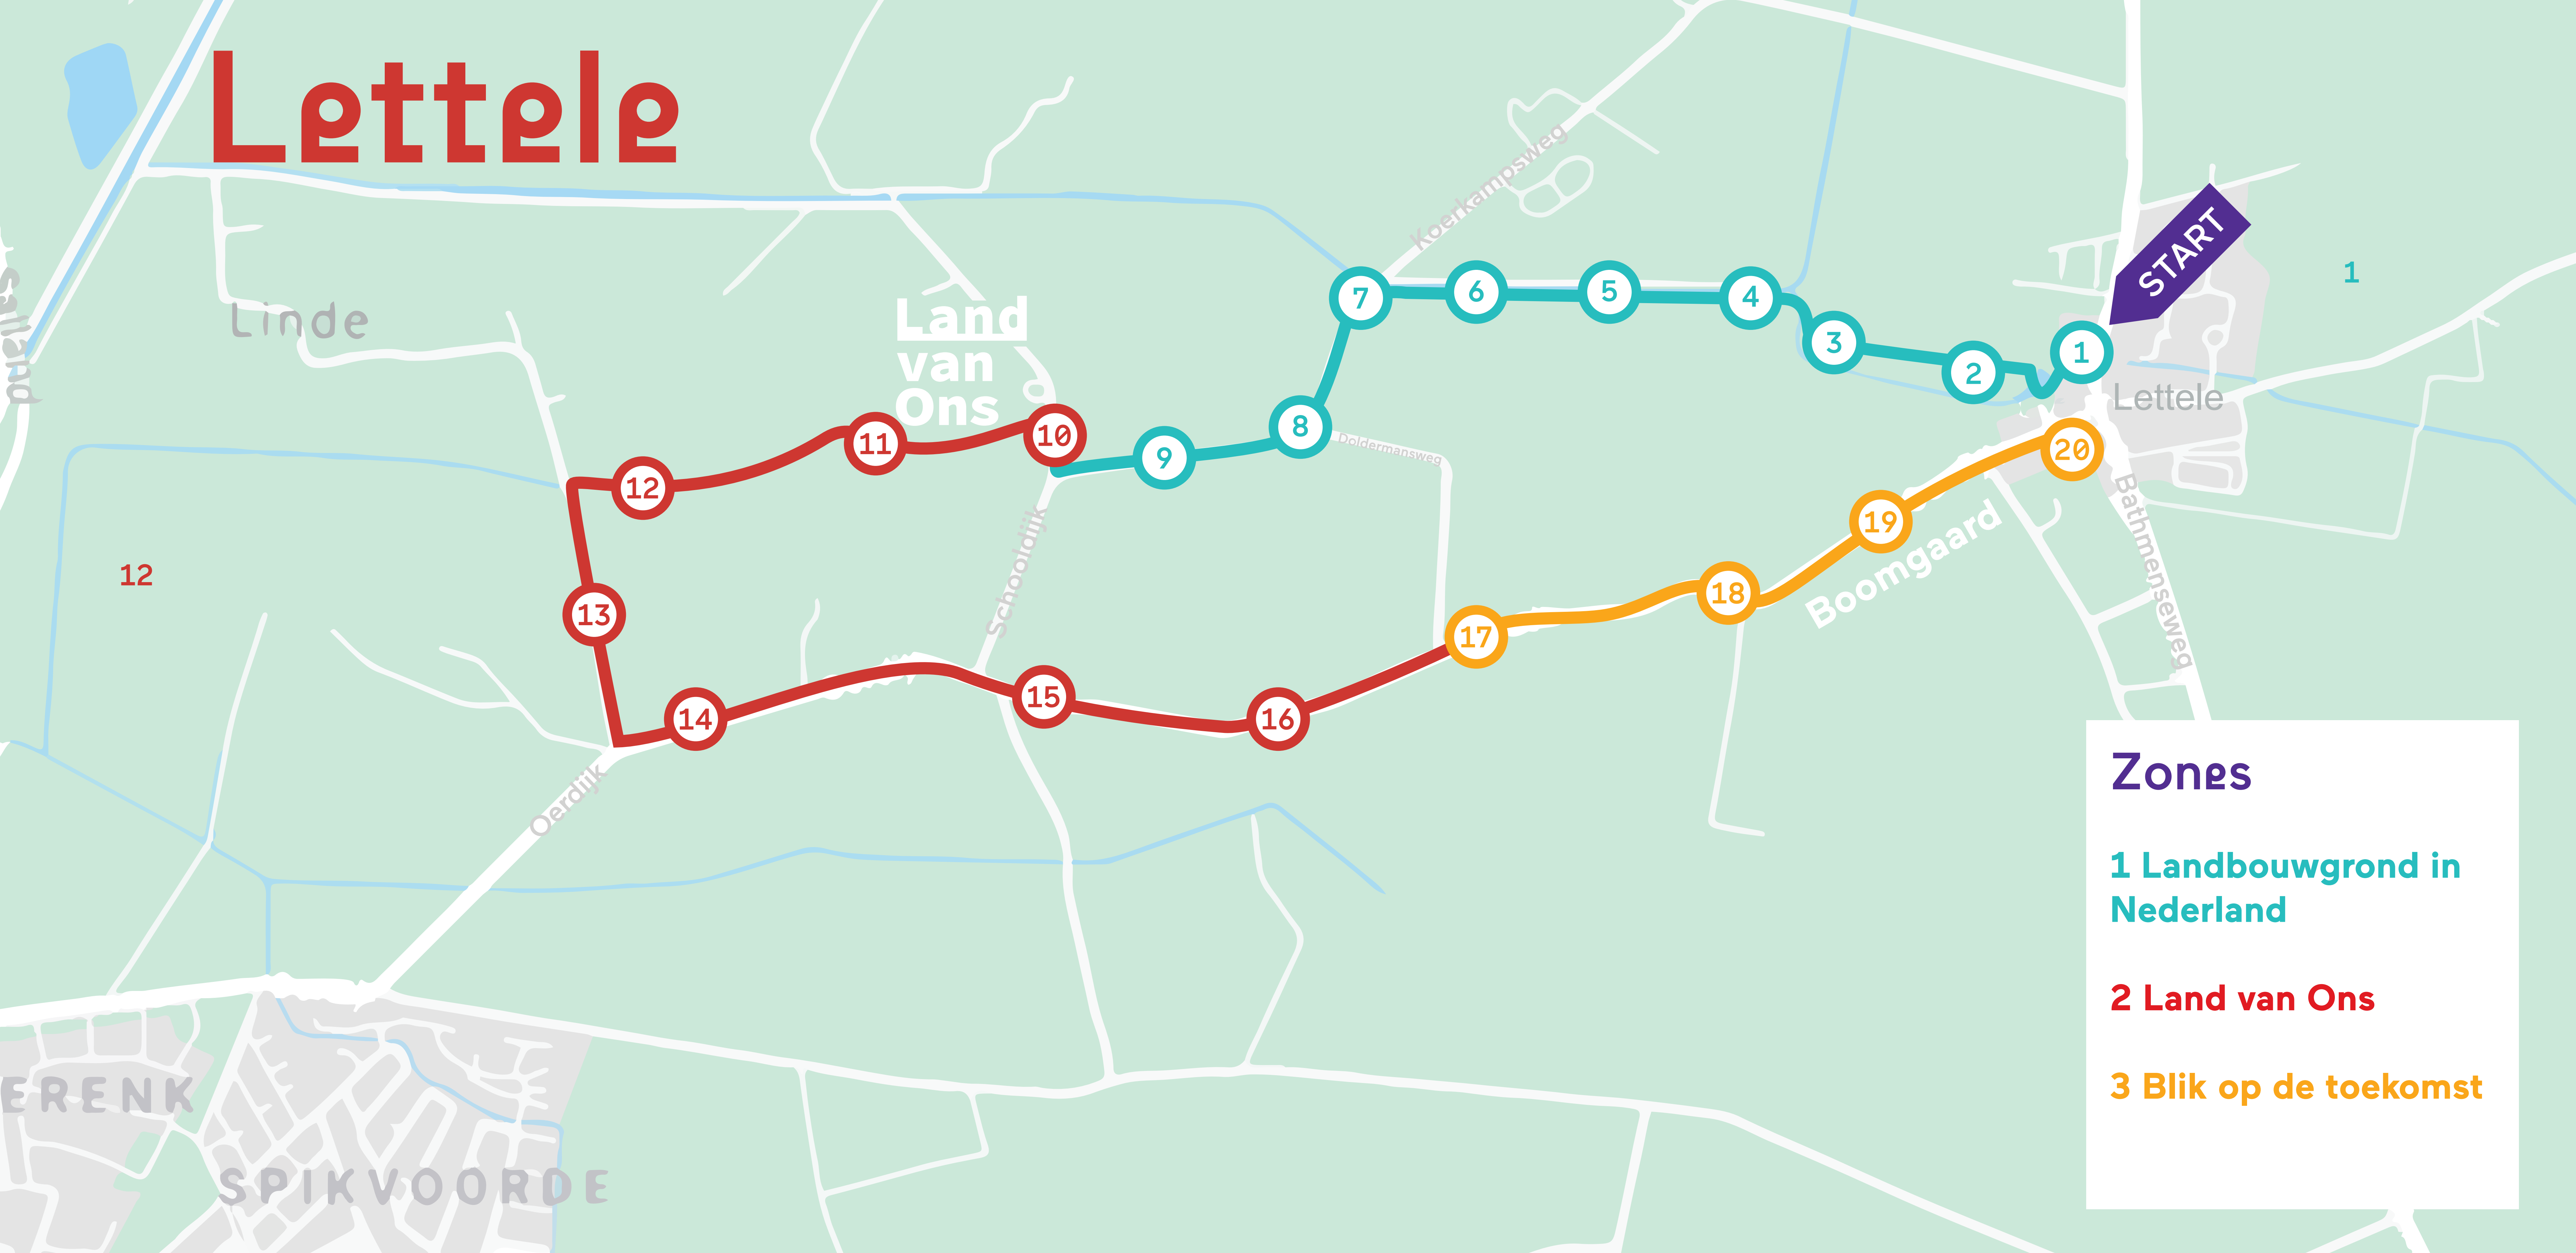 Lettele
Koerkampsweg
START
1
Linde
Land
van
Ons
7
6
5
4
3
2
1
Lettele
8
Doldermansweg
9
10
11
12
20
19
Boomgaard
Bathmenseweg
Schooldijk
12
13
18
17
14
15
16
Oerdijk
Salland
Zones
1 Landbouwgrond in
Nederland
2 Land van Ons
3 Blik op de toekomst
ERENK
SPIKVOORDE